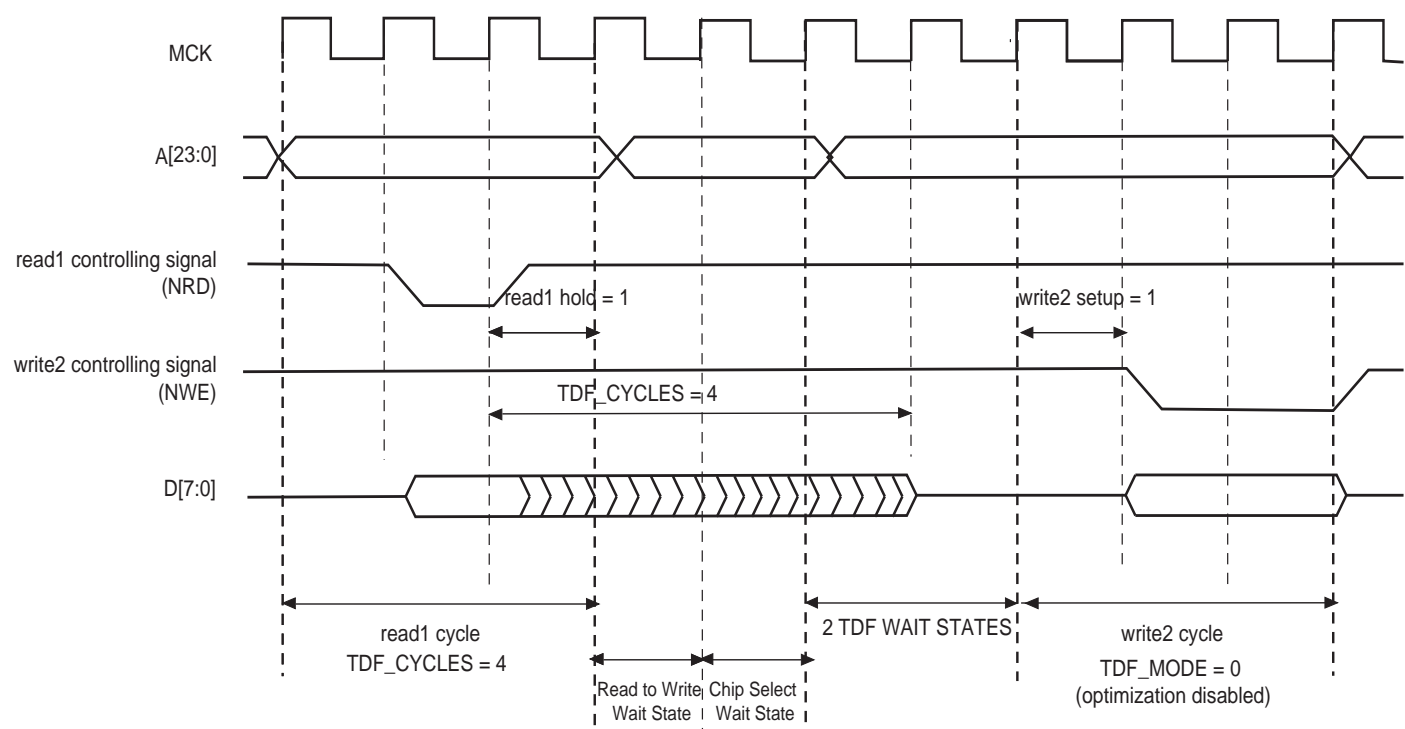 MCK
A[23:0]
read1 controlling signal
(NRD)
read1 hold = 1
write2 setup = 1
write2 controlling signal
(NWE)
TDF_CYCLES = 4
D[7:0]
read1 cycle
TDF_CYCLES = 4
Read to Write
Wait State
Chip Select
Wait State
2 TDF WAIT STATES
write2 cycle
TDF_MODE = 0
(optimization disabled)